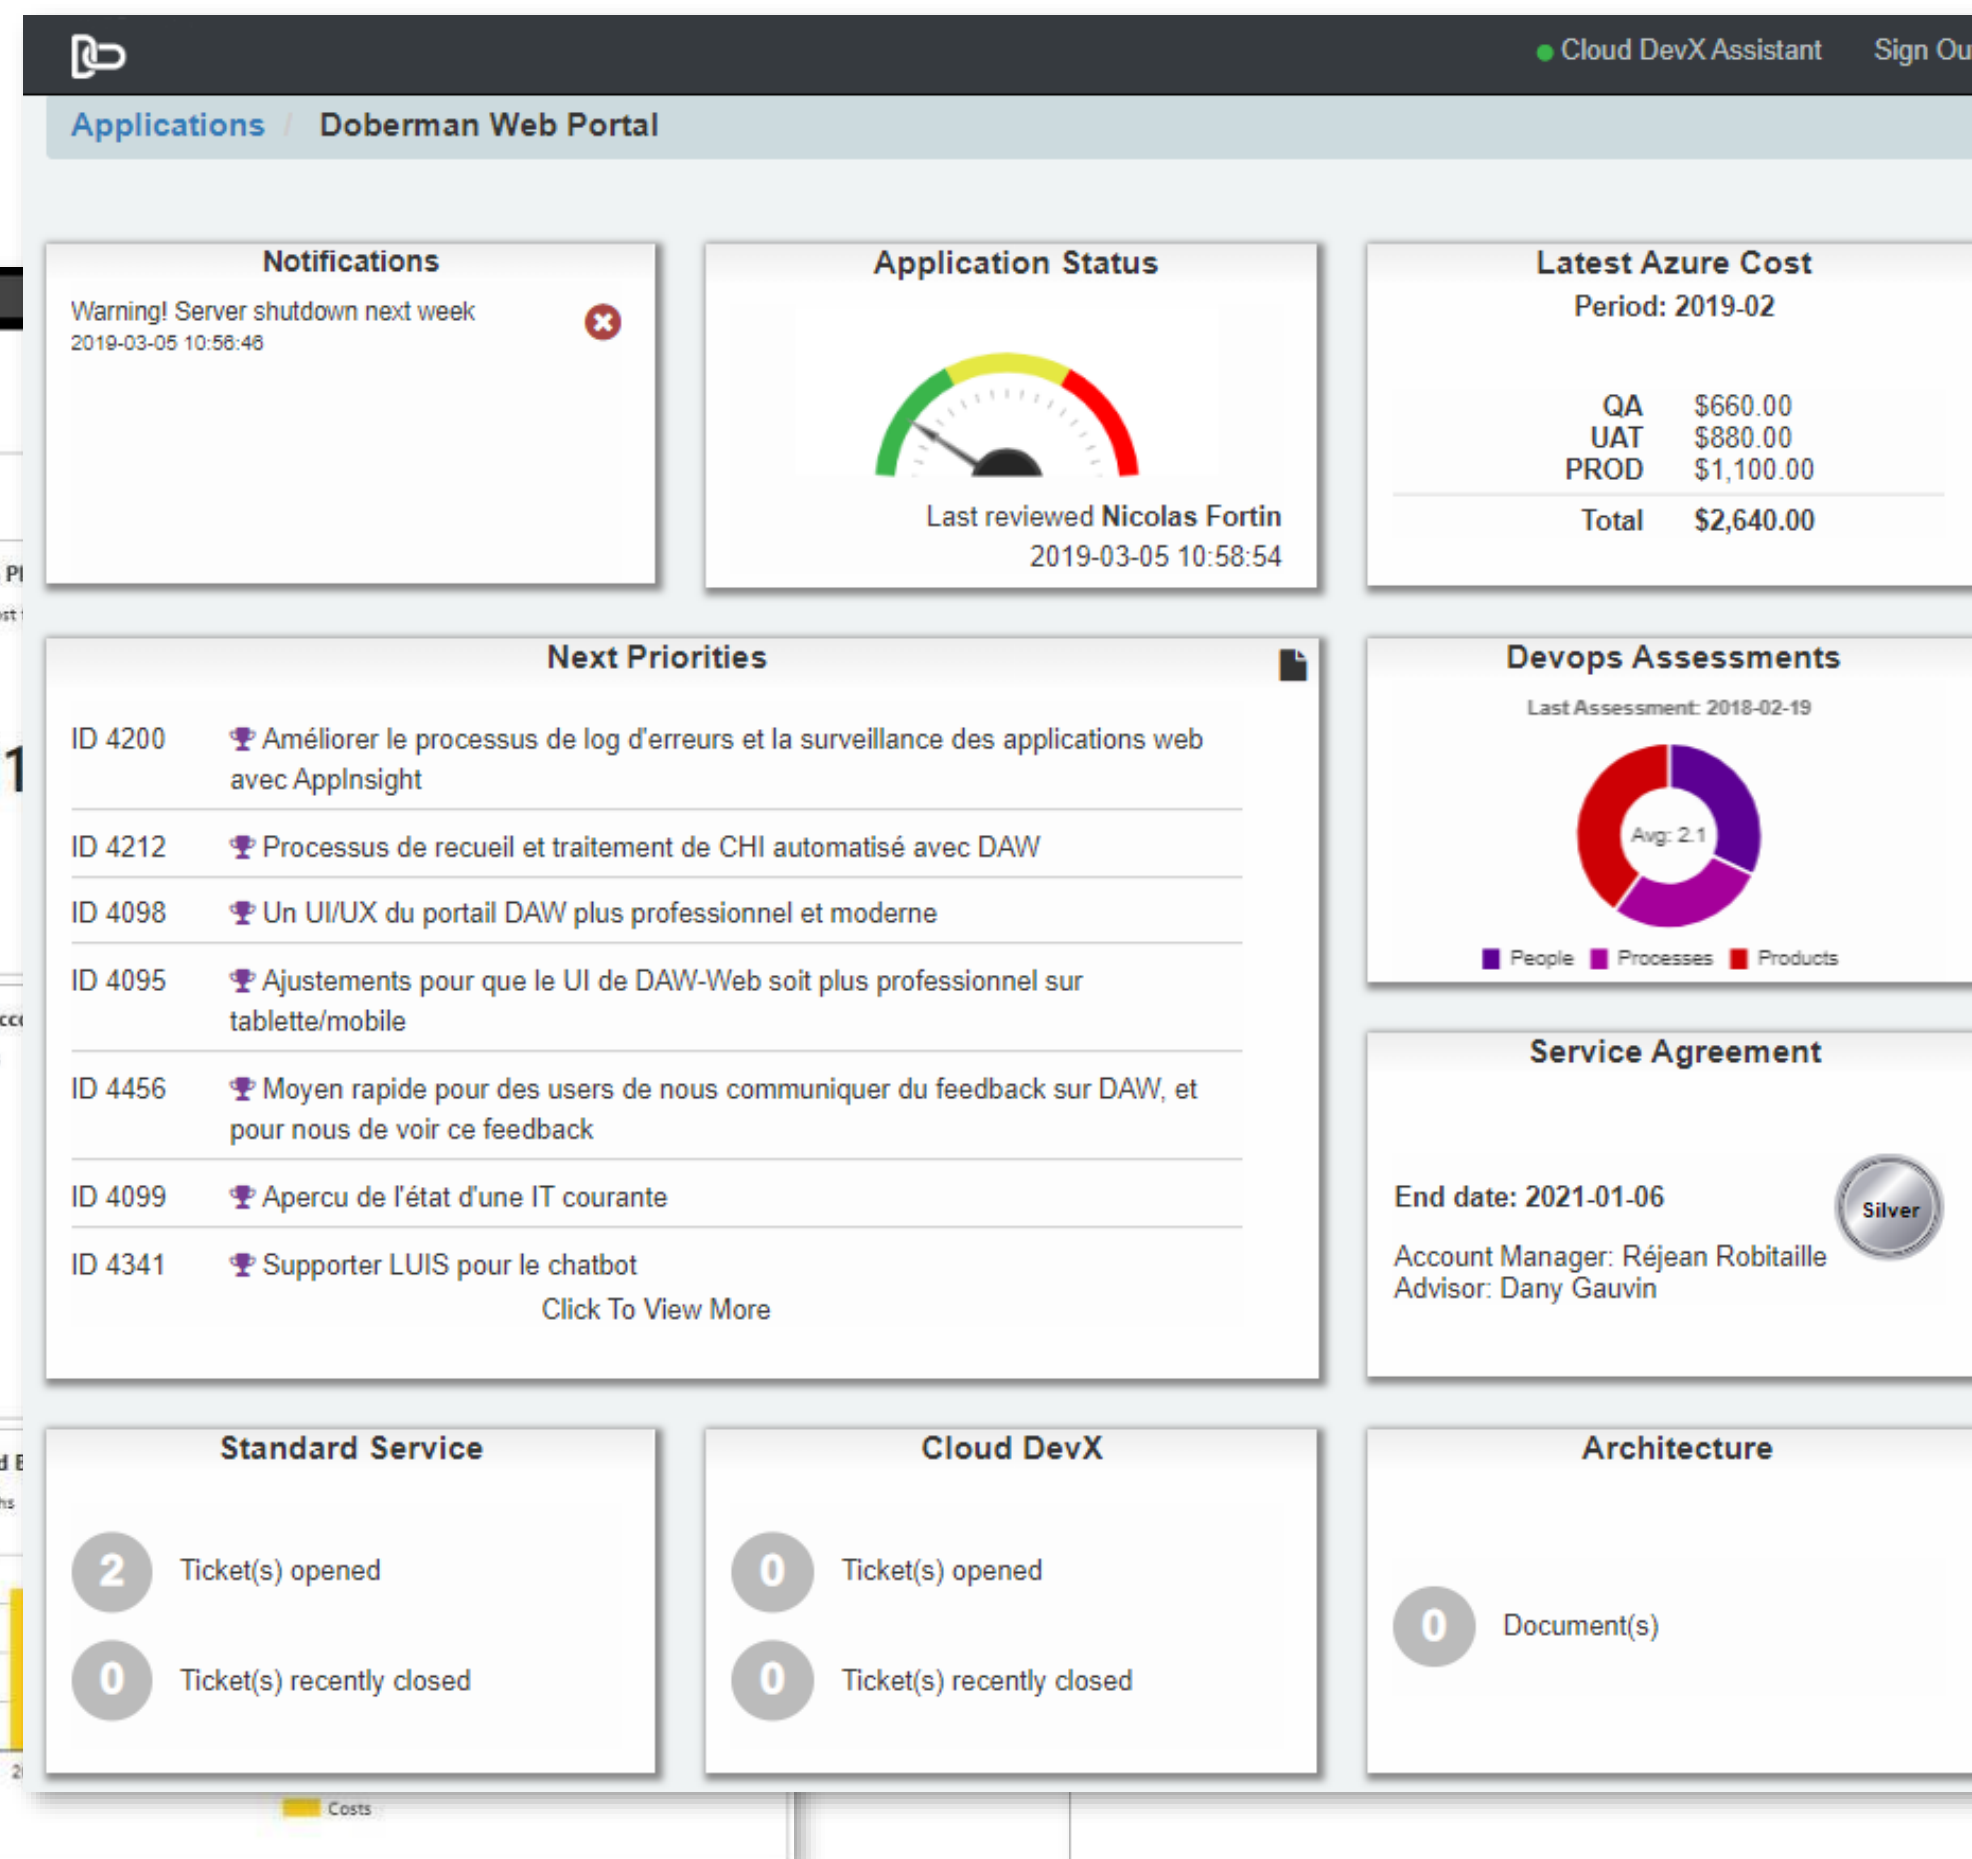 Cloud DevX Assistant Sign Ou
Applications / Doberman Web Portal
Notifications
Warning! Server shutdown next week
2019-03-05 10:56:46
Application Status
Last reviewed Nicolas Fortin
2019-03-05 10:58:54
Latest Azure Cost
Period: 2019-02
QA $660.00
UAT $880.00
PROD $1,100.00
Total $2,640.00
Next Priorities
ID 4200 Améliorer le processus de log d'erreurs et la surveillance des applications web
avec AppInsight
ID 4212 Processus de recueil et traitement de CHI automatisé avec DAW
ID 4098 Un UI/UX du portail DAW plus professionnel et moderne
ID 4095 Ajustements pour que le UI de DAW-Web soit plus professionnel sur
tablette/mobile
ID 4456 Moyen rapide pour des users de nous communiquer du feedback sur DAW, et
pour nous de voir ce feedback
ID 4099 Apercu de l'état d'une IT courante
ID 4341 Supporter LUIS pour le chatbot
Click To View More
Devops Assessments
Last Assessment: 2018-02-19
Avg: 2.1
People Processes Products
Service Agreement
End date: 2021-01-06
Silver
Account Manager: Réjean Robitaille
Advisor: Dany Gauvin
Standard Service
2 Ticket(s) opened
0 Ticket(s) recently closed
Cloud DevX
0 Ticket(s) opened
0 Ticket(s) recently closed
Architecture
0 Document(s)
Costs